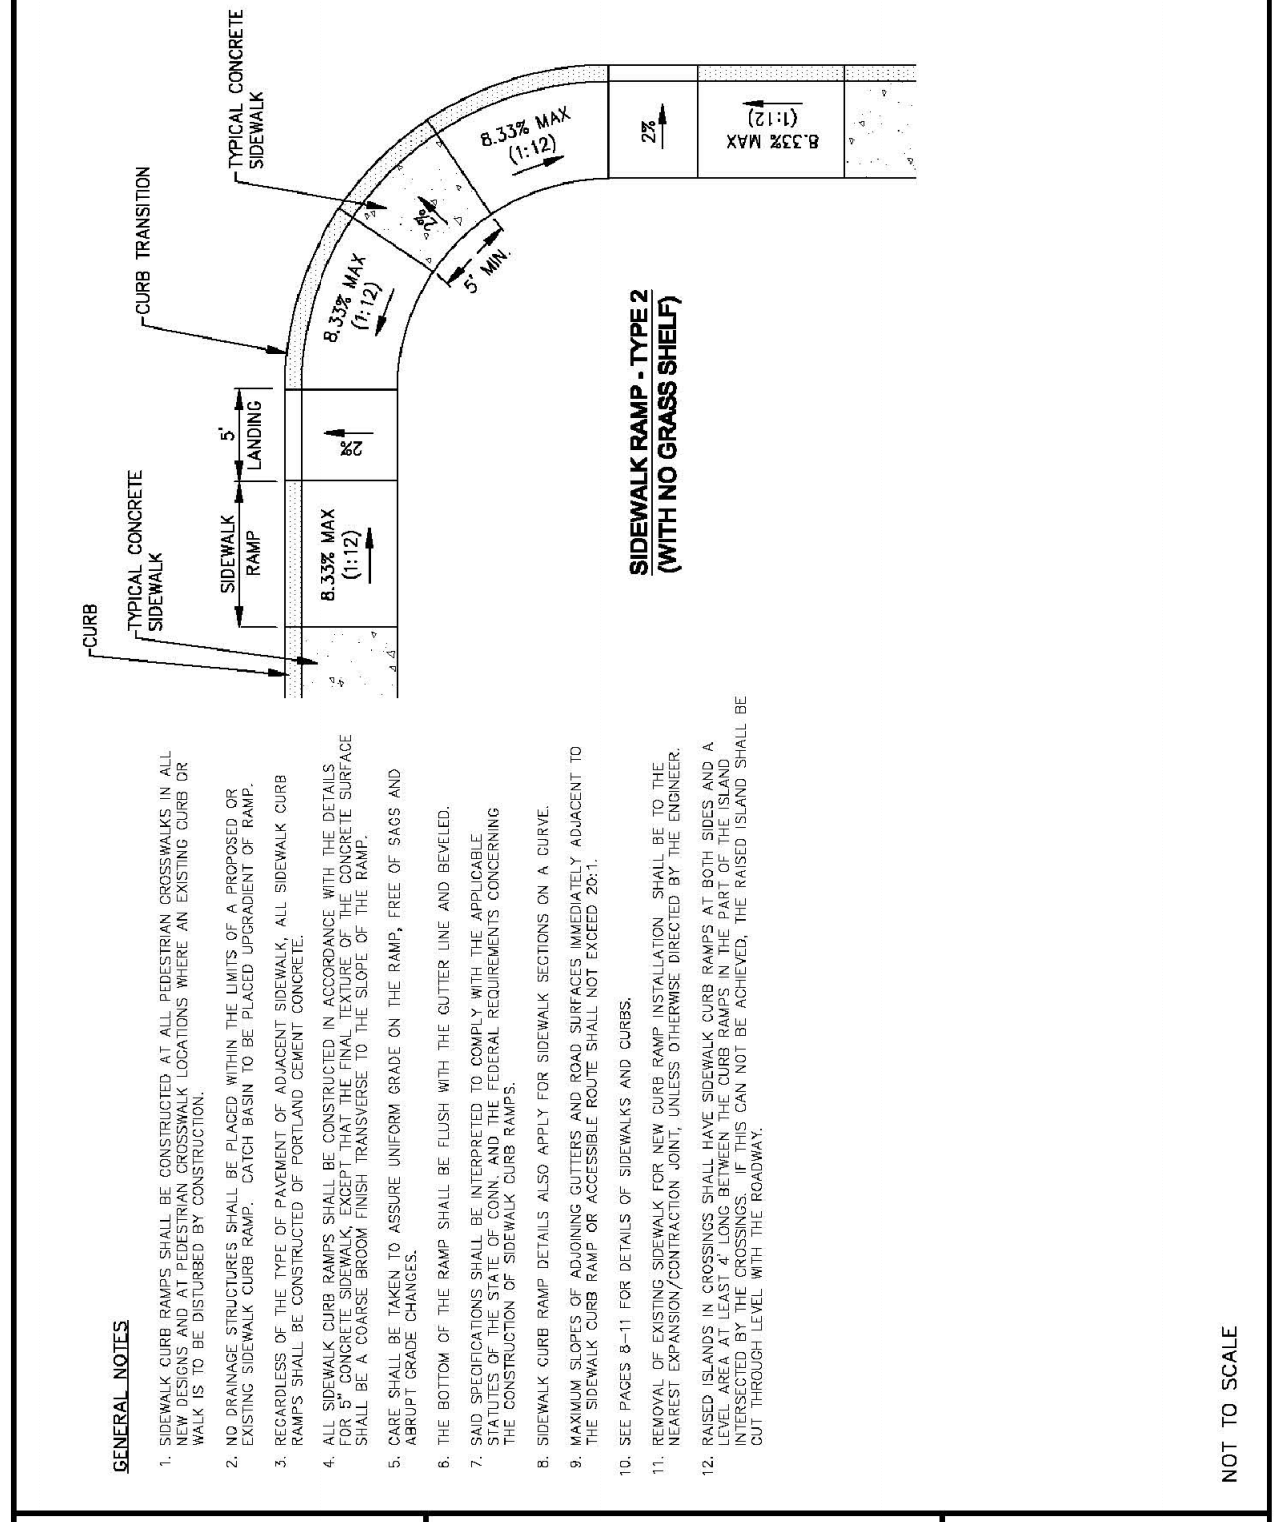 GENERAL NOTES
1. SIDEWALK CURB RAMPS SHALL BE CONSTRUCTED AT ALL PEDESTRIAN CROSSWALKS IN ALL
NEW DESIGNS AND AT PEDESTRIAN CROSSWALK LOCATIONS WHERE AN EXISTING CURB OR
WALK IS TO BE DISTURBED BY CONSTRUCTION.
2. NO DRAINAGE STRUCTURES SHALL BE PLACED WITHIN THE LIMITS OF A PROPOSED OR
EXISTING SIDEWALK CURB RAMP. CATCH BASIN TO BE PLACED UPGRADIENT OF RAMP.
3. REGARDLESS OF THE TYPE OF PAVEMENT OF ADJACENT SIDEWALK, ALL SIDEWALK CURB
RAMPS SHALL BE CONSTRUCTED OF PORTLAND CEMENT CONCRETE.
4. ALL SIDEWALK CURB RAMPS SHALL BE CONSTRUCTED IN ACCORDANCE WITH THE DETAILS
FOR 5" CONCRETE SIDEWALK, EXCEPT THAT THE FINAL TEXTURE OF THE CONCRETE SURFACE
SHALL BE A COARSE BROOM FINISH TRANSVERSE TO THE SLOPE OF THE RAMP.
5. CARE SHALL BE TAKEN TO ASSURE UNIFORM GRADE ON THE RAMP, FREE OF SAGS AND
ABRUPT GRADE CHANGES.
6. THE BOTTOM OF THE RAMP SHALL BE FLUSH WITH THE GUTTER LINE AND BEVELED.
7. SAID SPECIFICATIONS SHALL BE INTERPRETED TO COMPLY WITH THE APPLICABLE
STATUTES OF THE STATE OF CONN. AND THE FEDERAL REQUIREMENTS CONCERNING
THE CONSTRUCTION OF SIDEWALK CURB RAMPS.
8. SIDEWALK CURB RAMP DETAILS ALSO APPLY FOR SIDEWALK SECTIONS ON A CURVE.
9. MAXIMUM SLOPES OF ADJOINING GUTTERS AND ROAD SURFACES IMMEDIATELY ADJACENT TO
THE SIDEWALK CURB RAMP OR ACCESSIBLE ROUTE SHALL NOT EXCEED 20:1.
10. SEE PAGES 8-11 FOR DETAILS OF SIDEWALKS AND CURBS.
11. REMOVAL OF EXISTING SIDEWALK FOR NEW CURB RAMP INSTALLATION SHALL BE TO THE
NEAREST EXPANSION/CONTRACTION JOINT, UNLESS OTHERWISE DIRECTED BY THE ENGINEER.
12. RAISED ISLANDS IN CROSSINGS SHALL HAVE SIDEWALK CURB RAMPS AT BOTH SIDES AND A
LEVEL AREA AT LEAST 4' LONG BETWEEN THE CURB RAMPS IN THE PART OF THE ISLAND
INTERSECTED BY THE CROSSINGS. IF THIS CAN NOT BE ACHIEVED, THE RAISED ISLAND SHALL BE
CUT THROUGH LEVEL WITH THE ROADWAY.
CURB
TYPICAL CONCRETE
SIDEWALK
CURB TRANSITION
TYPICAL CONCRETE
SIDEWALK
SIDEWALK
RAMP
5'
LANDING
8.33% MAX
(1:12)
2%
8.33% MAX
(1:12)
2%
5' MIN.
8.33% MAX
(1:12)
2%
8.33% MAX
(1:12)
SIDEWALK RAMP - TYPE 2
(WITH NO GRASS SHELF)
NOT TO SCALE